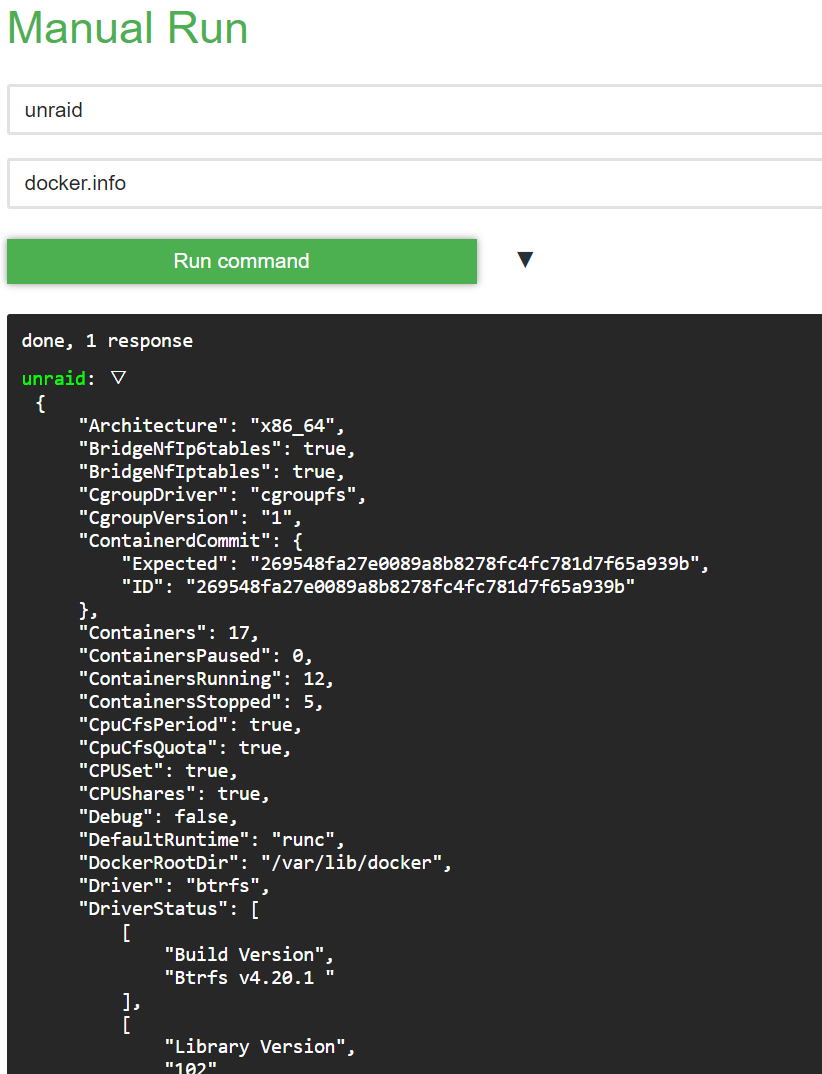 Manual Run
unraid
docker.info
Run command ▼
done, 1 response
unraid: ▽
{
"Architecture": "x86_64",
"BridgeNfIp6tables": true,
"BridgeNfIptables": true,
"CgroupDriver": "cgroupfs",
"CgroupVersion": "1",
"ContainerdCommit": {
"Expected": "269548fa27e0089a8b8278fc4fc781d7f65a939b",
"ID": "269548fa27e0089a8b8278fc4fc781d7f65a939b"
},
"Containers": 17,
"ContainersPaused": 0,
"ContainersRunning": 12,
"ContainersStopped": 5,
"CpuCfsPeriod": true,
"CpuCfsQuota": true,
"CPUSet": true,
"CPUShares": true,
"Debug": false,
"DefaultRuntime": "runc",
"DockerRootDir": "/var/lib/docker",
"Driver": "btrfs",
"DriverStatus": [
[
"Build Version",
"Btrfs v4.20.1 "
],
[
"Library Version",
"102"